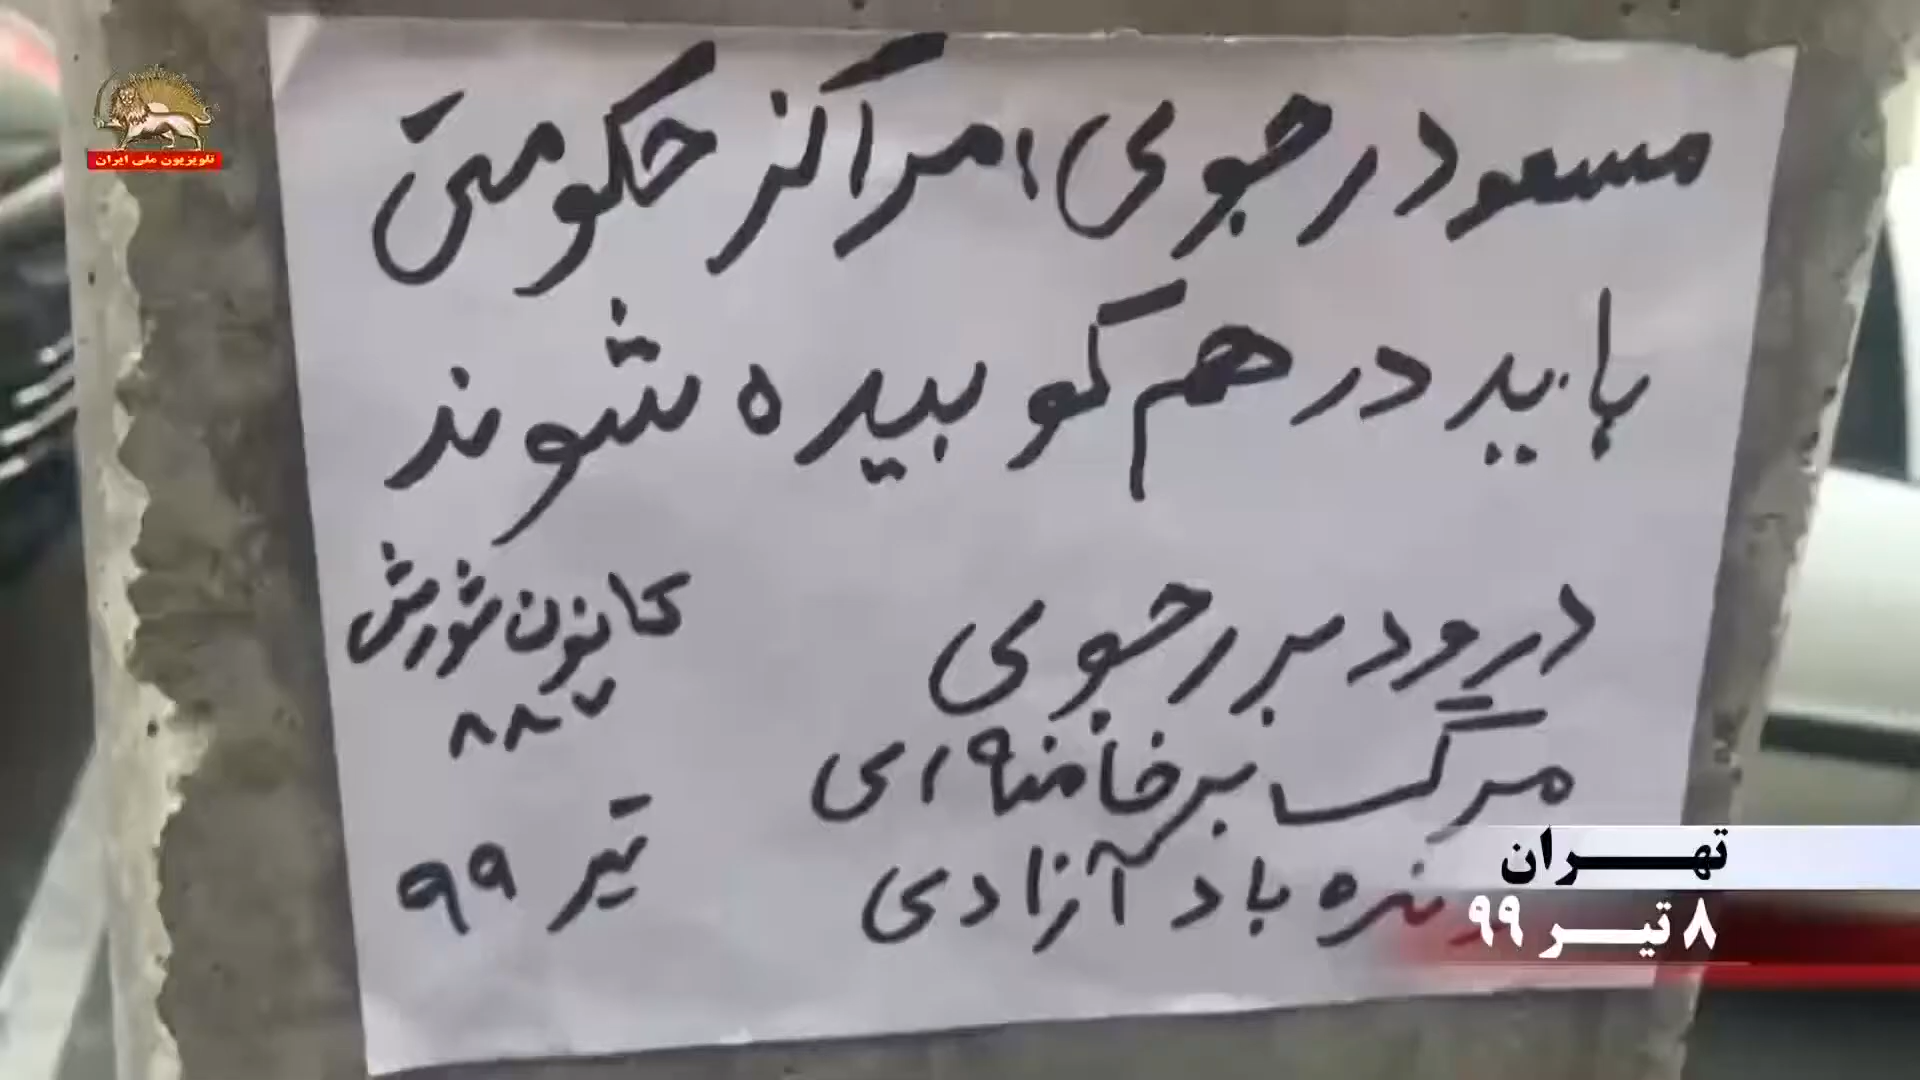 تلویزیون ملی ایران
مسعود رجوی، مراکز حکومتی
باید درهم کوبیده شوند
درود بر رجوی
مرگ بر خامنه ای
زنده باد آزادی
کانون شورش
۸۸۷
تیر ۹۹
تهران
۸ تیر ۹۹